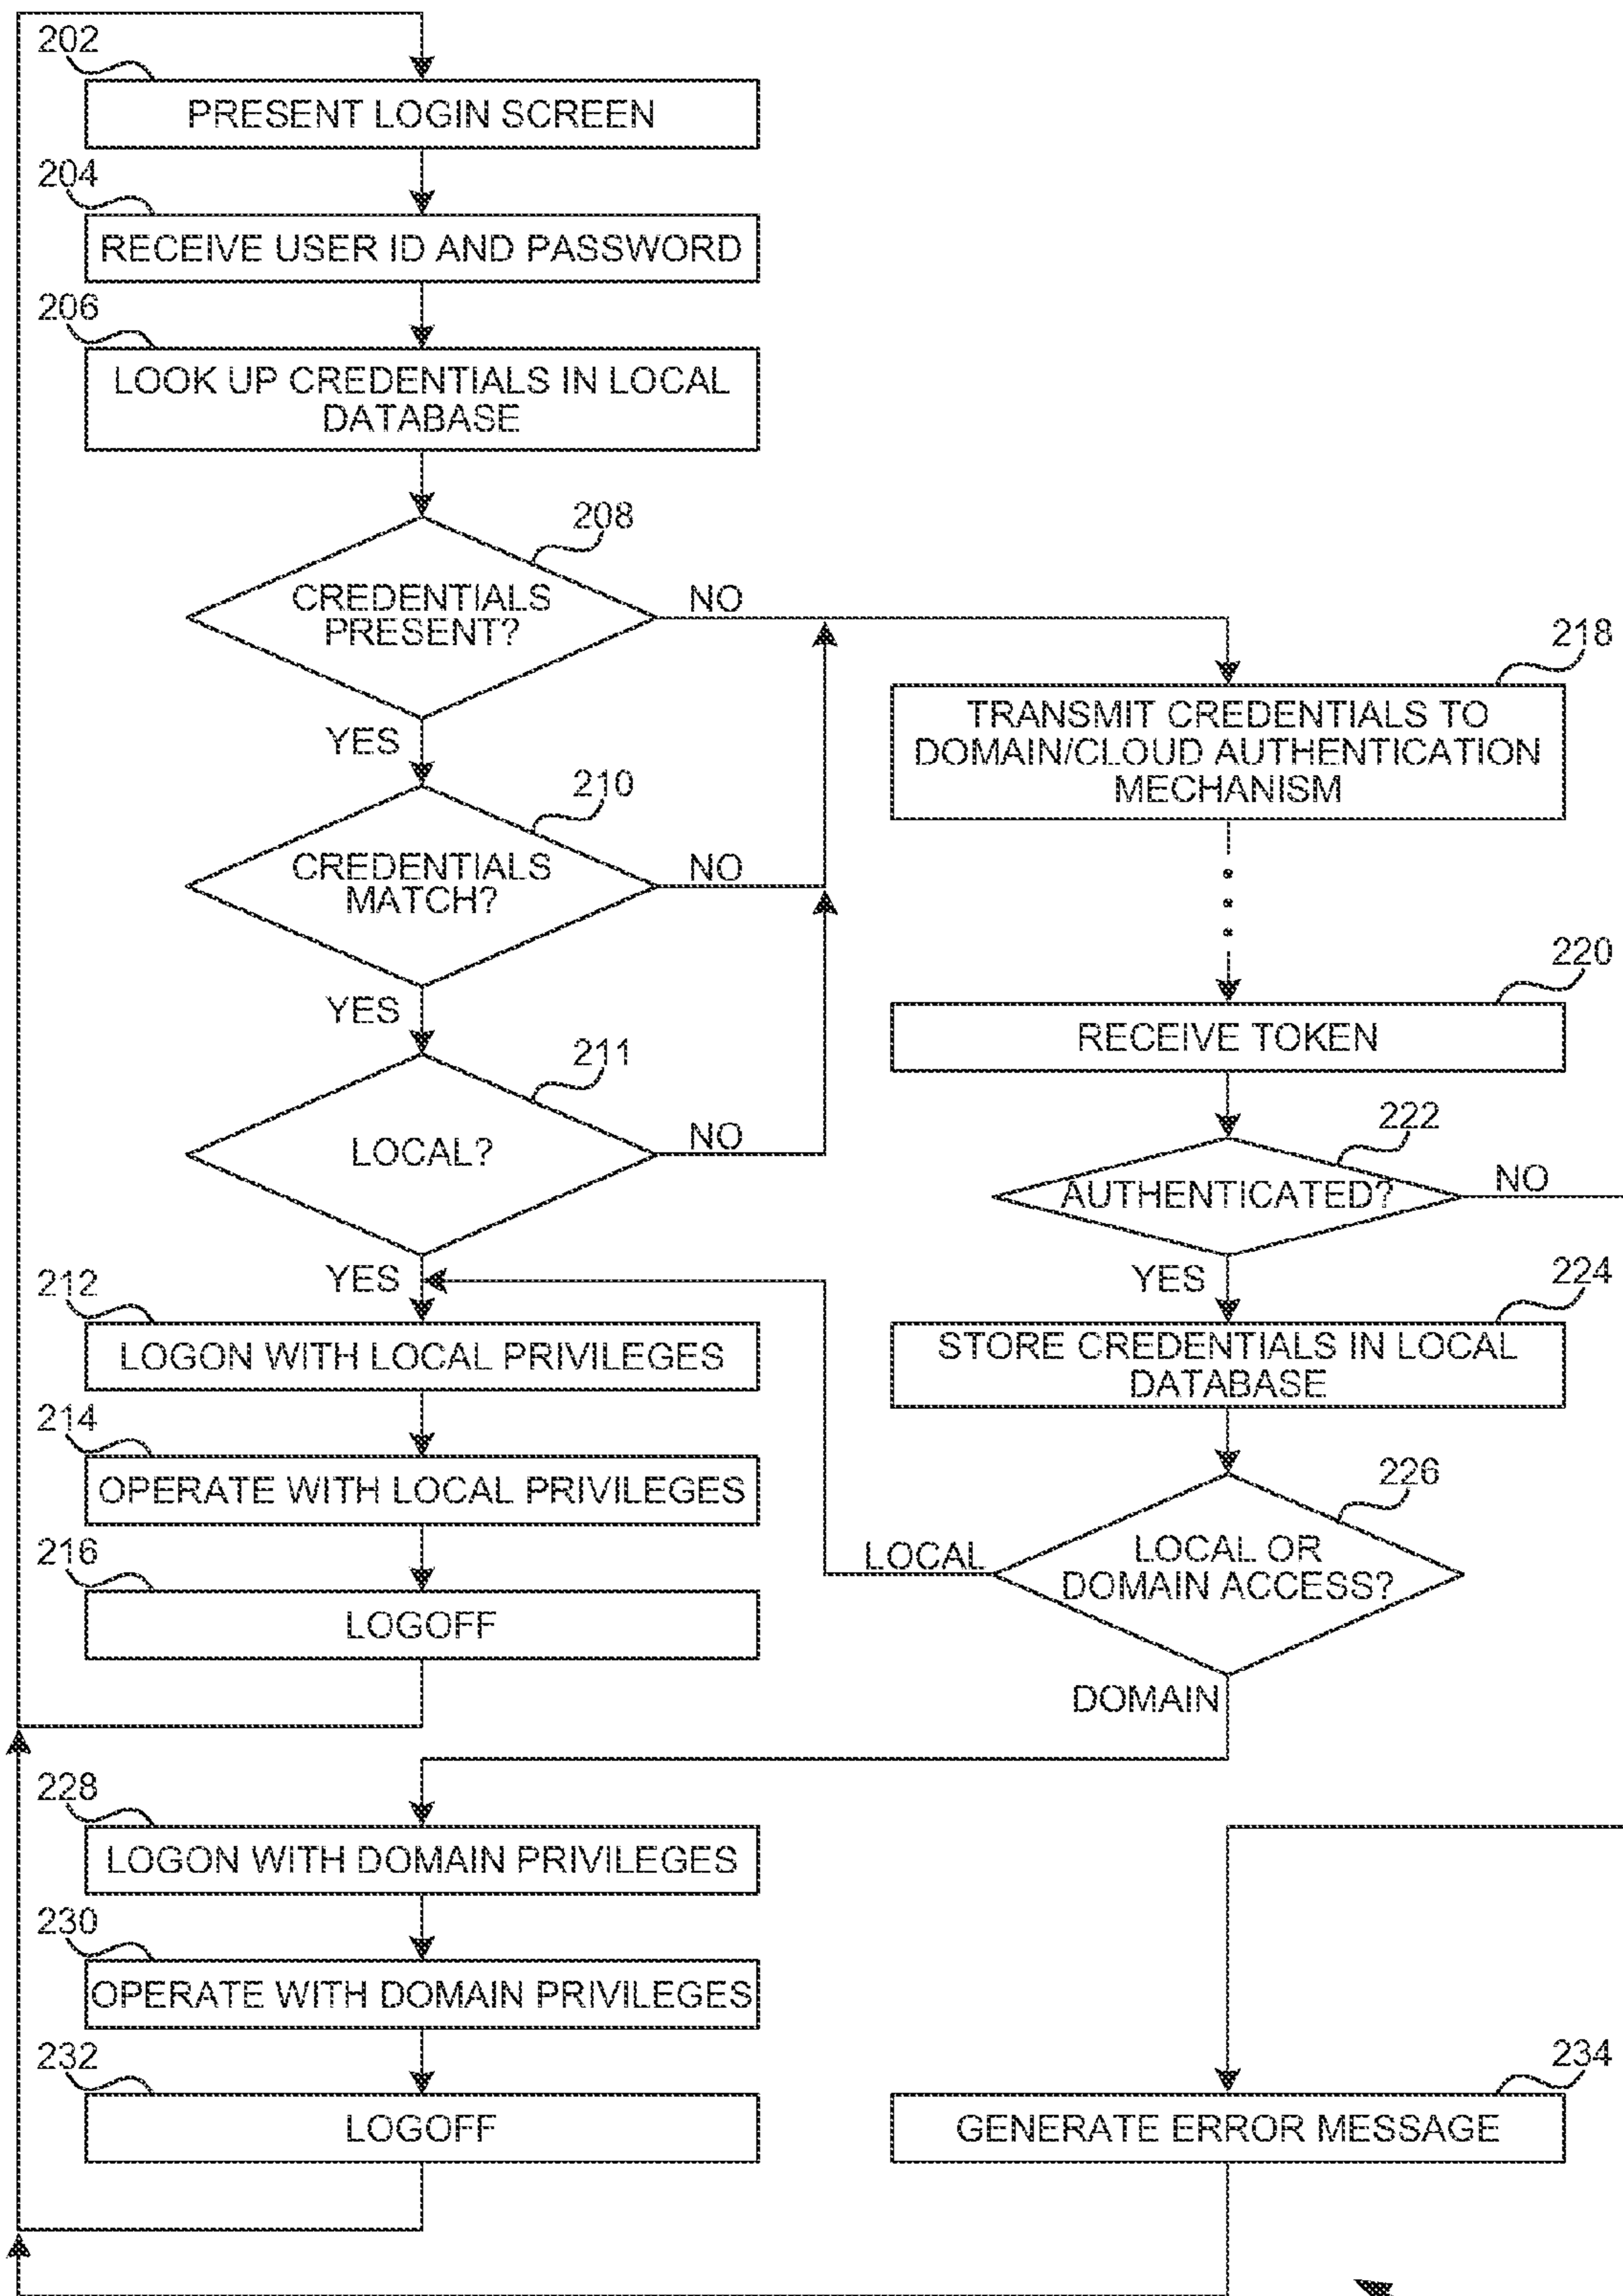 202
PRESENT LOGIN SCREEN
204
RECEIVE USER ID AND PASSWORD
206
LOOK UP CREDENTIALS IN LOCAL
DATABASE
208
CREDENTIALS
PRESENT?
NO
YES
218
TRANSMIT CREDENTIALS TO
DOMAIN/CLOUD AUTHENTICATION
MECHANISM
210
CREDENTIALS
MATCH?
NO
YES
220
RECEIVE TOKEN
211
LOCAL?
NO
YES
222
AUTHENTICATED?
NO
YES
212
LOGON WITH LOCAL PRIVILEGES
224
STORE CREDENTIALS IN LOCAL
DATABASE
214
OPERATE WITH LOCAL PRIVILEGES
226
LOCAL OR
DOMAIN ACCESS?
LOCAL
DOMAIN
216
LOGOFF
228
LOGON WITH DOMAIN PRIVILEGES
230
OPERATE WITH DOMAIN PRIVILEGES
232
LOGOFF
234
GENERATE ERROR MESSAGE